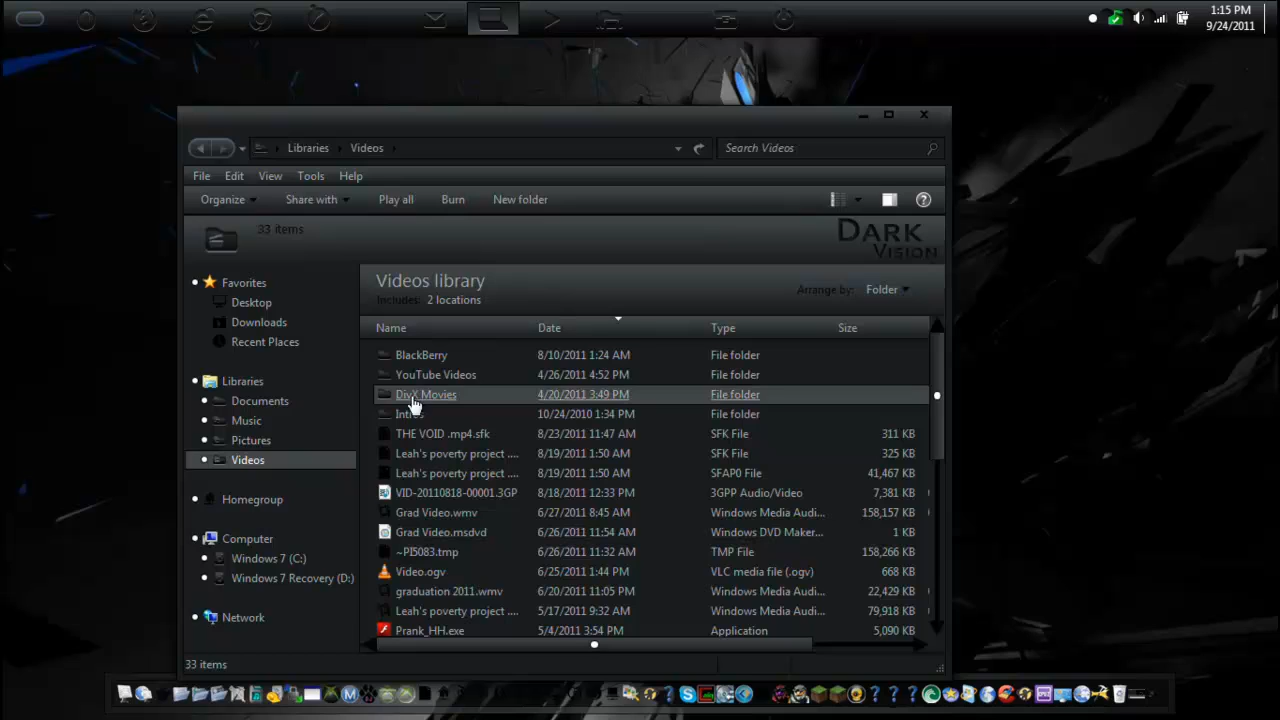 1:15 PM
9/24/2011
Libraries Videos
Search Videos
File Edit View Tools Help
Organize Share with Play all Burn New folder
33 items
DARK
VISION
Videos library
Includes: 2 locations
Arrange by: Folder
Name Date Type Size
Favorites
Desktop
Downloads
Recent Places
Libraries
Documents
Music
Pictures
Videos
Homegroup
Computer
Windows 7 (C:)
Windows 7 Recovery (D:)
Network
BlackBerry 8/10/2011 1:24 AM File folder
YouTube Videos 4/26/2011 4:52 PM File folder
DivX Movies 4/20/2011 3:49 PM File folder
10/24/2010 1:34 PM File folder
THE VOID .mp4.sfk 8/23/2011 11:47 AM SFK File 311 KB
Leah's poverty project .... 8/19/2011 1:50 AM SFK File 325 KB
Leah's poverty project .... 8/19/2011 1:50 AM SFAP0 File 41,467 KB
VID-20110818-00001.3GP 8/18/2011 12:33 PM 3GPP Audio/Video 7,381 KB
Grad Video.wmv 6/27/2011 8:45 AM Windows Media Audi... 158,157 KB
Grad Video.msdvd 6/26/2011 11:54 AM Windows DVD Maker... 1 KB
~PI5083.tmp 6/26/2011 11:32 AM TMP File 158,266 KB
Video.ogv 6/25/2011 1:44 PM VLC media file (.ogv) 668 KB
graduation 2011.wmv 6/20/2011 11:05 PM Windows Media Audi... 22,429 KB
Leah's poverty project .... 5/17/2011 9:32 AM Windows Media Audi... 79,918 KB
Prank_HH.exe 5/4/2011 3:54 PM Application 5,090 KB
33 items